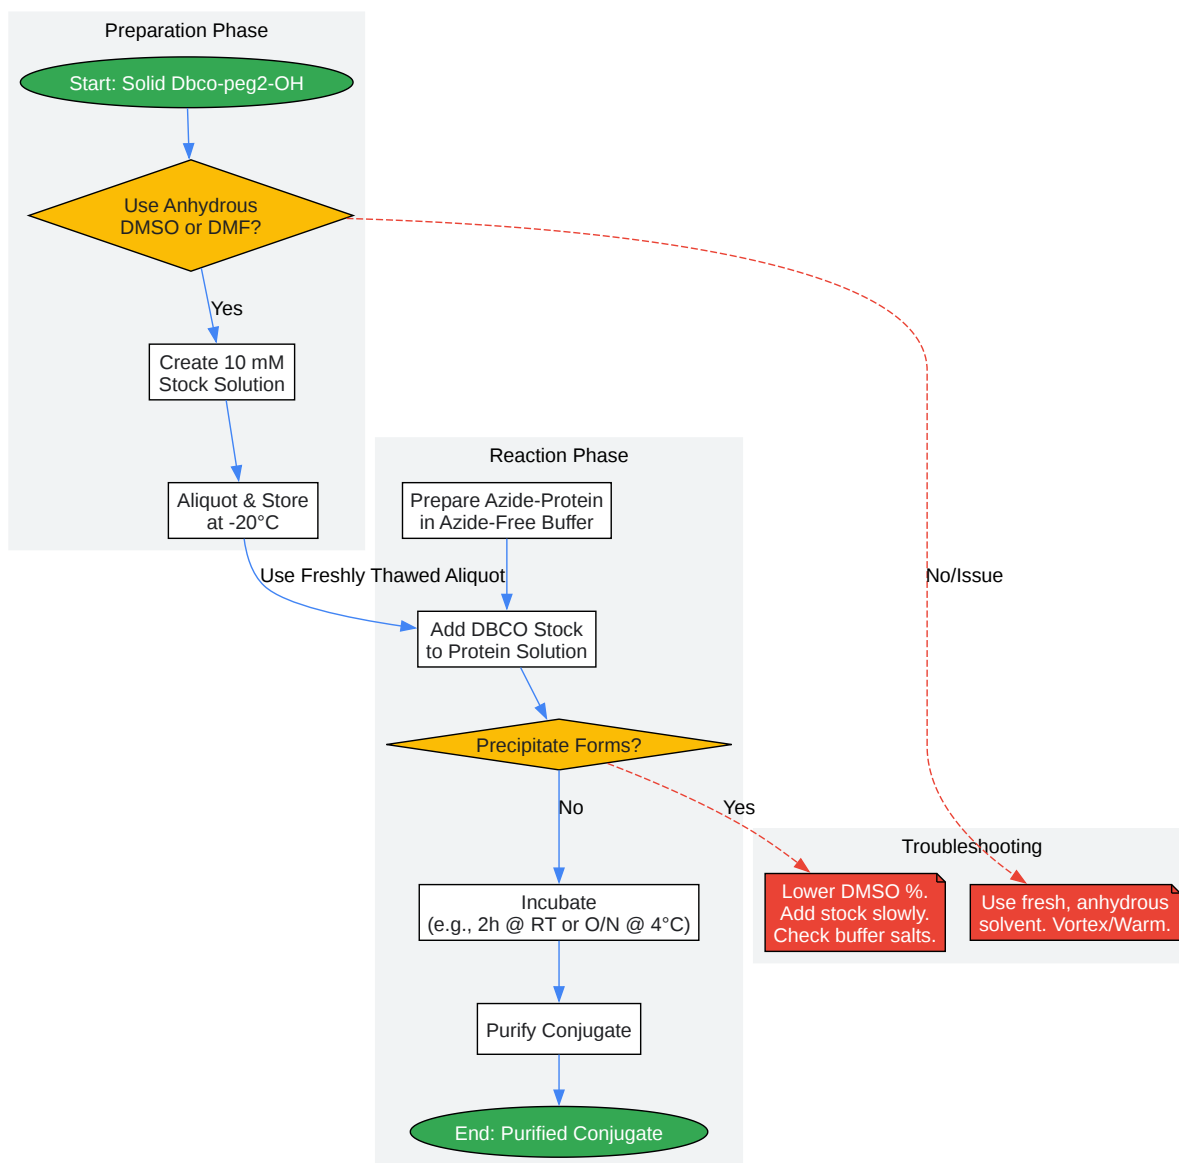 Preparation Phase
Start: Solid Dbco-peg2-OH
Use Anhydrous
DMSO or DMF?
Yes
Create 10 mM
Stock Solution
Aliquot & Store
at -20°C
Use Freshly Thawed Aliquot
Reaction Phase
Prepare Azide-Protein
in Azide-Free Buffer
Add DBCO Stock
to Protein Solution
Precipitate Forms?
No
Incubate
(e.g., 2h @ RT or O/N @ 4°C)
Purify Conjugate
End: Purified Conjugate
Yes
No/Issue
Troubleshooting
Lower DMSO %.
Add stock slowly.
Check buffer salts.
Use fresh, anhydrous
solvent. Vortex/Warm.